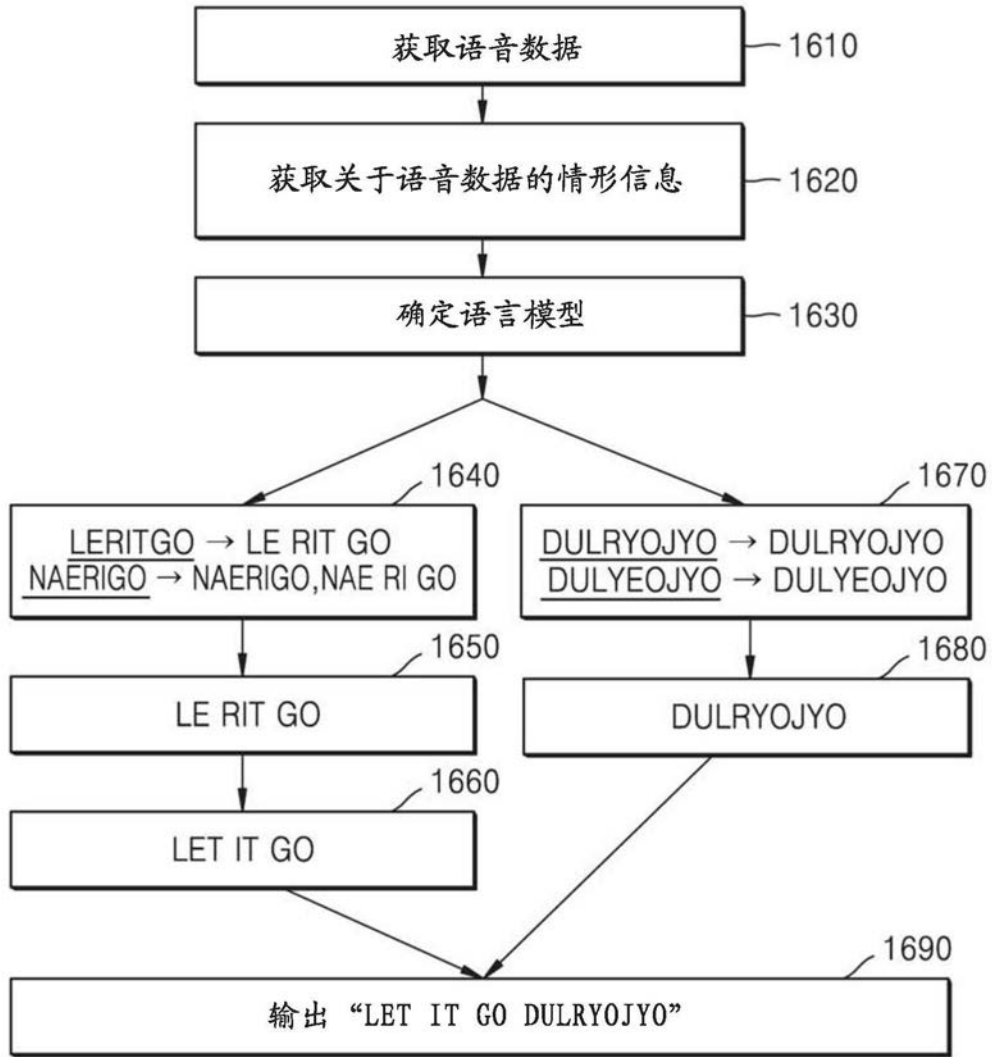 获取语音数据
1610
获取关于语音数据的情形信息
1620
确定语言模型
1630
1640
LERITGO → LE RIT GO
NAERIGO → NAERIGO,NAE RI GO
1650
LE RIT GO
1660
LET IT GO
1670
DULRYOJYO → DULRYOJYO
DULYEOJYO → DULYEOJYO
1680
DULRYOJYO
1690
输出 “LET IT GO DULRYOJYO”